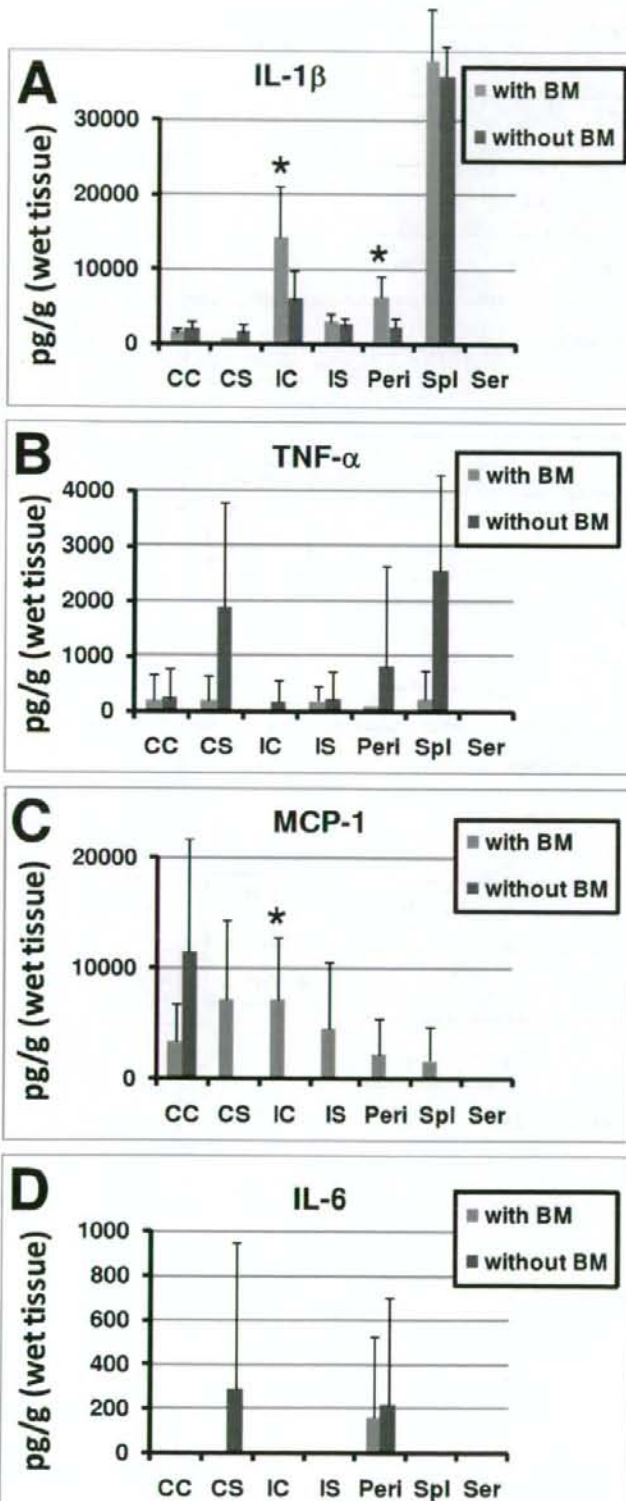 A
IL-1β
with BM
without BM
pg/g (wet tissue)
30000
20000
10000
0
*
*
CC CS IC IS Peri Spl Ser
B
TNF-α
with BM
without BM
pg/g (wet tissue)
4000
3000
2000
1000
0
CC CS IC IS Peri Spl Ser
C
MCP-1
with BM
without BM
pg/g (wet tissue)
20000
10000
0
*
CC CS IC IS Peri Spl Ser
D
IL-6
with BM
without BM
pg/g (wet tissue)
1000
800
600
400
200
0
CC CS IC IS Peri Spl Ser